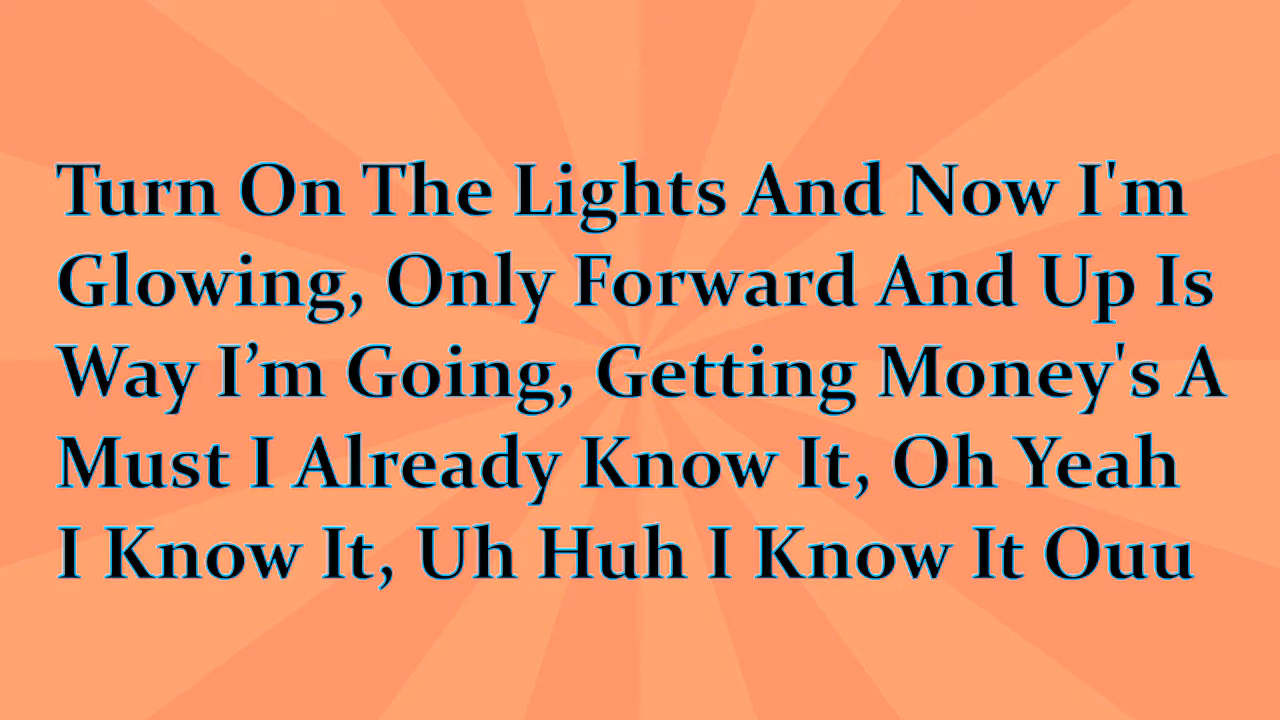 Turn On The Lights And Now I'm
Glowing, Only Forward And Up Is
Way I’m Going, Getting Money's A
Must I Already Know It, Oh Yeah
I Know It, Uh Huh I Know It Ouu